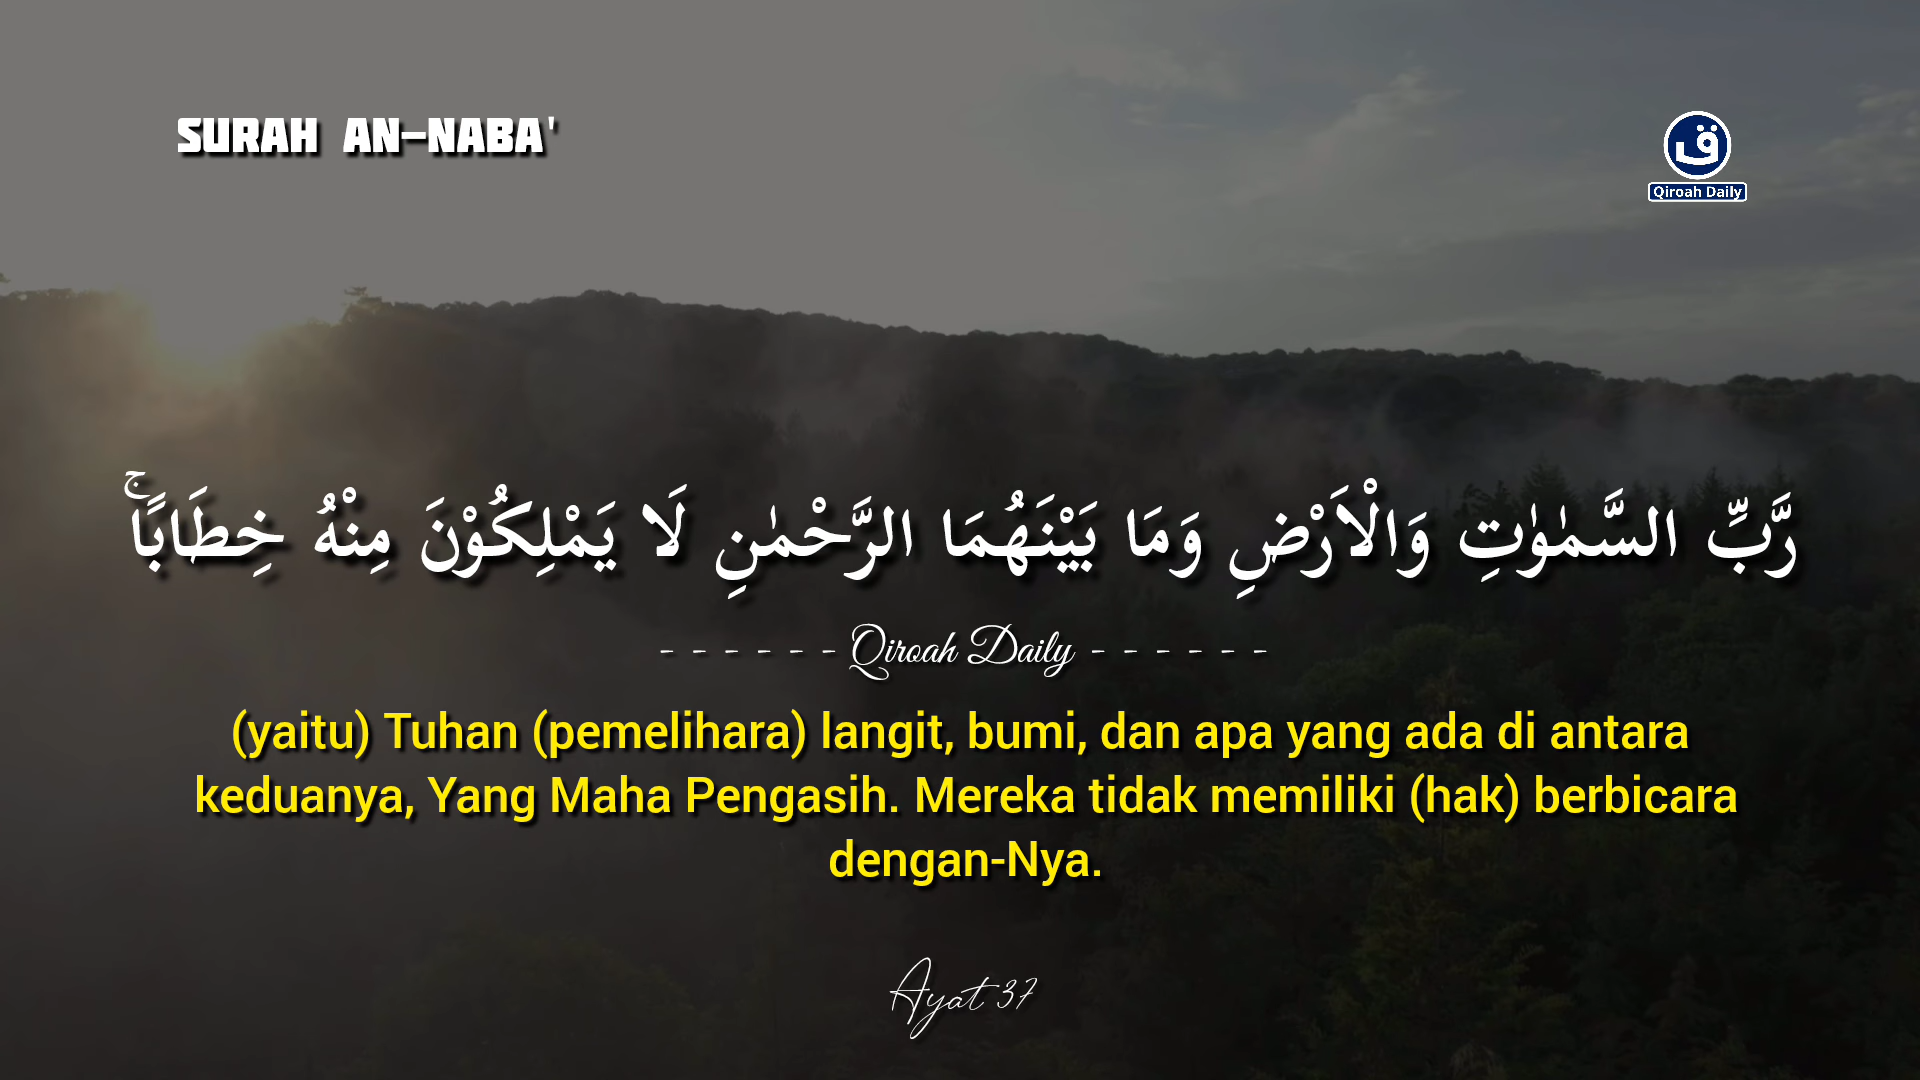 SURAH AN-NABA'
ق
Qiroah Daily
رَّبِّ السَّمٰوٰتِ وَالْاَرْضِ وَمَا بَيْنَهُمَا الرَّحْمٰنِ لَا يَمْلِكُوْنَ مِنْهُ خِطَابًاۚ
- - - - - - Qiroah Daily - - - - - -
(yaitu) Tuhan (pemelihara) langit, bumi, dan apa yang ada di antara
keduanya, Yang Maha Pengasih. Mereka tidak memiliki (hak) berbicara
dengan-Nya.
Ayat 37